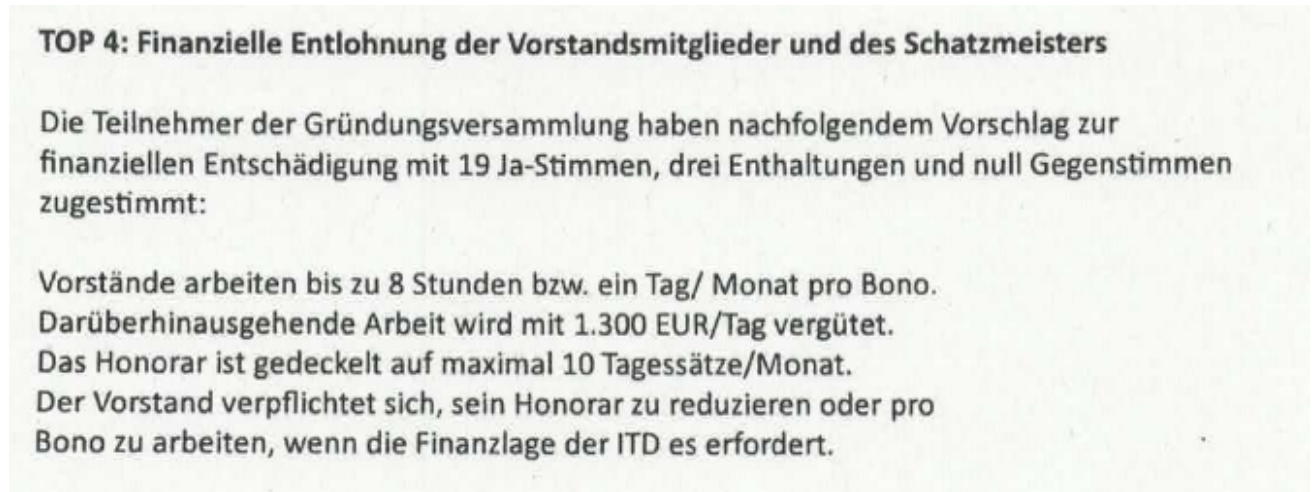 TOP 4: Finanzielle Entlohnung der Vorstandsmitglieder und des Schatzmeisters
Die Teilnehmer der Gründungsversammlung haben nachfolgendem Vorschlag zur
finanziellen Entschädigung mit 19 Ja-Stimmen, drei Enthaltungen und null Gegenstimmen
zugestimmt:
Vorstände arbeiten bis zu 8 Stunden bzw. ein Tag/ Monat pro Bono.
Darüberhinausgehende Arbeit wird mit 1.300 EUR/Tag vergütet.
Das Honorar ist gedeckelt auf maximal 10 Tagessätze/Monat.
Der Vorstand verpflichtet sich, sein Honorar zu reduzieren oder pro
Bono zu arbeiten, wenn die Finanzlage der ITD es erfordert.